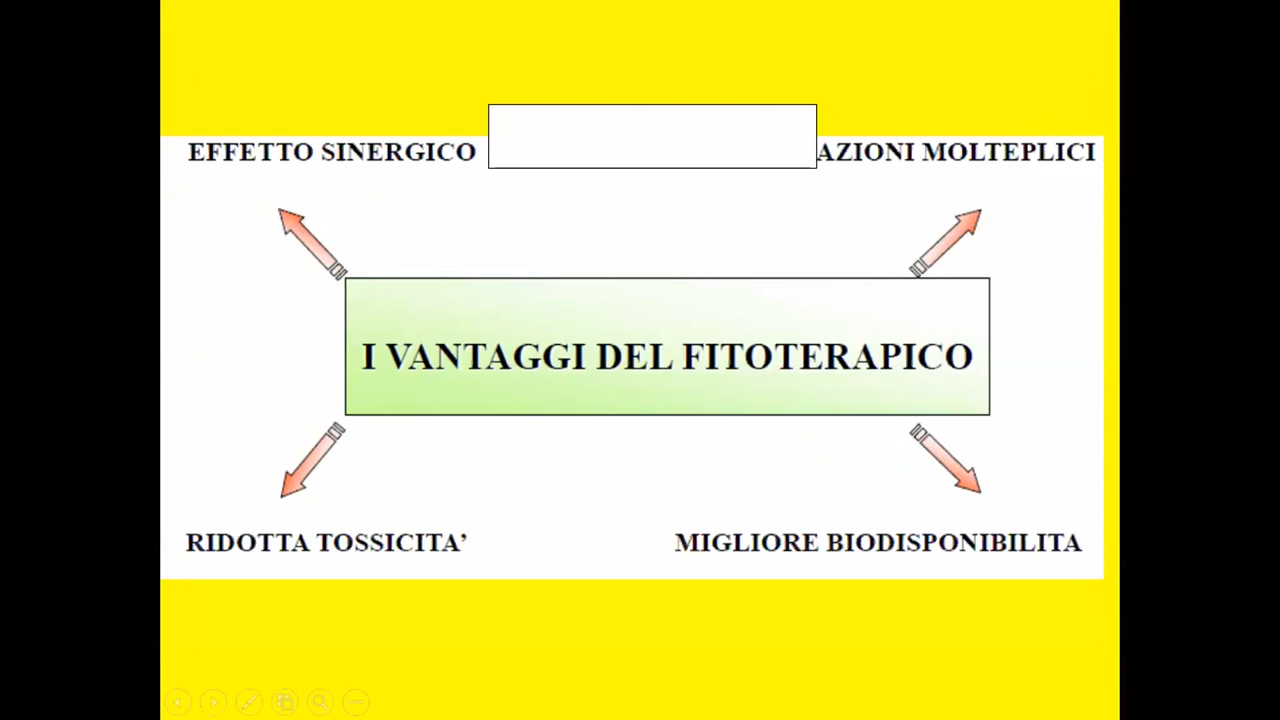 EFFETTO SINERGICO
AZIONI MOLTEPLICI
I VANTAGGI DEL FITOTERAPICO
RIDOTTA TOSSICITA’
MIGLIORE BIODISPONIBILITA